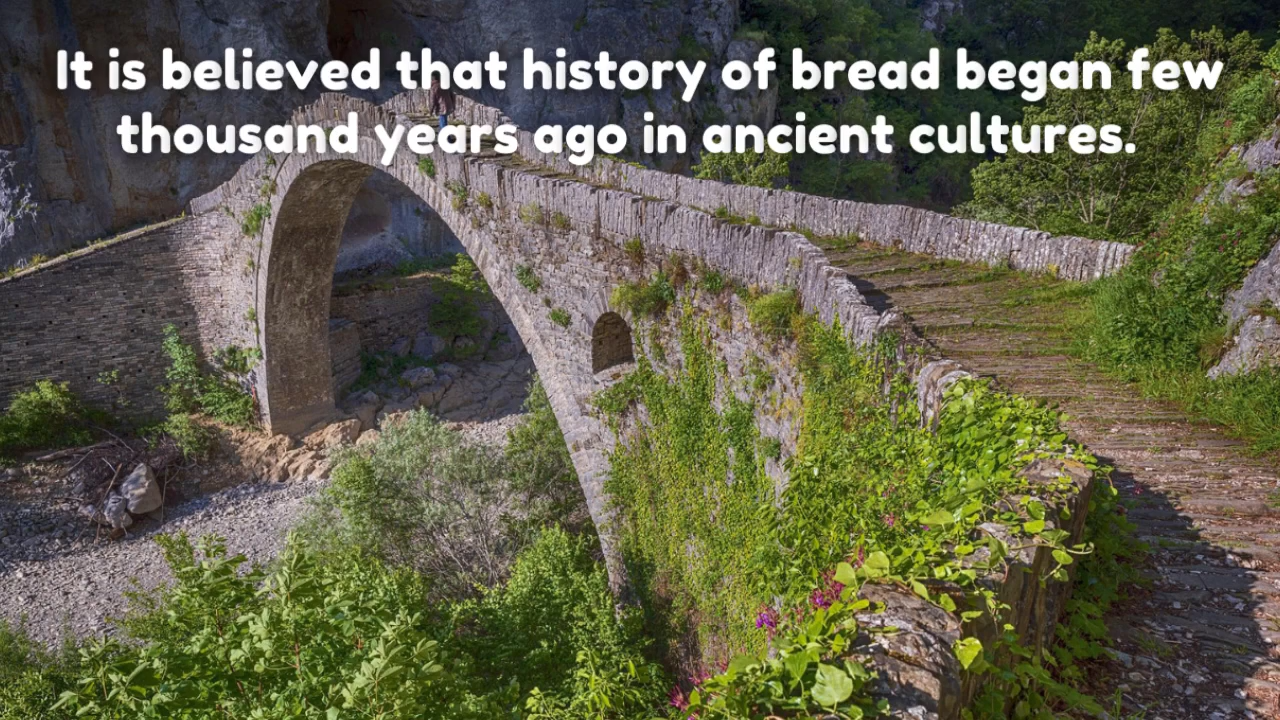 It is believed that history of bread began few
thousand years ago in ancient cultures.